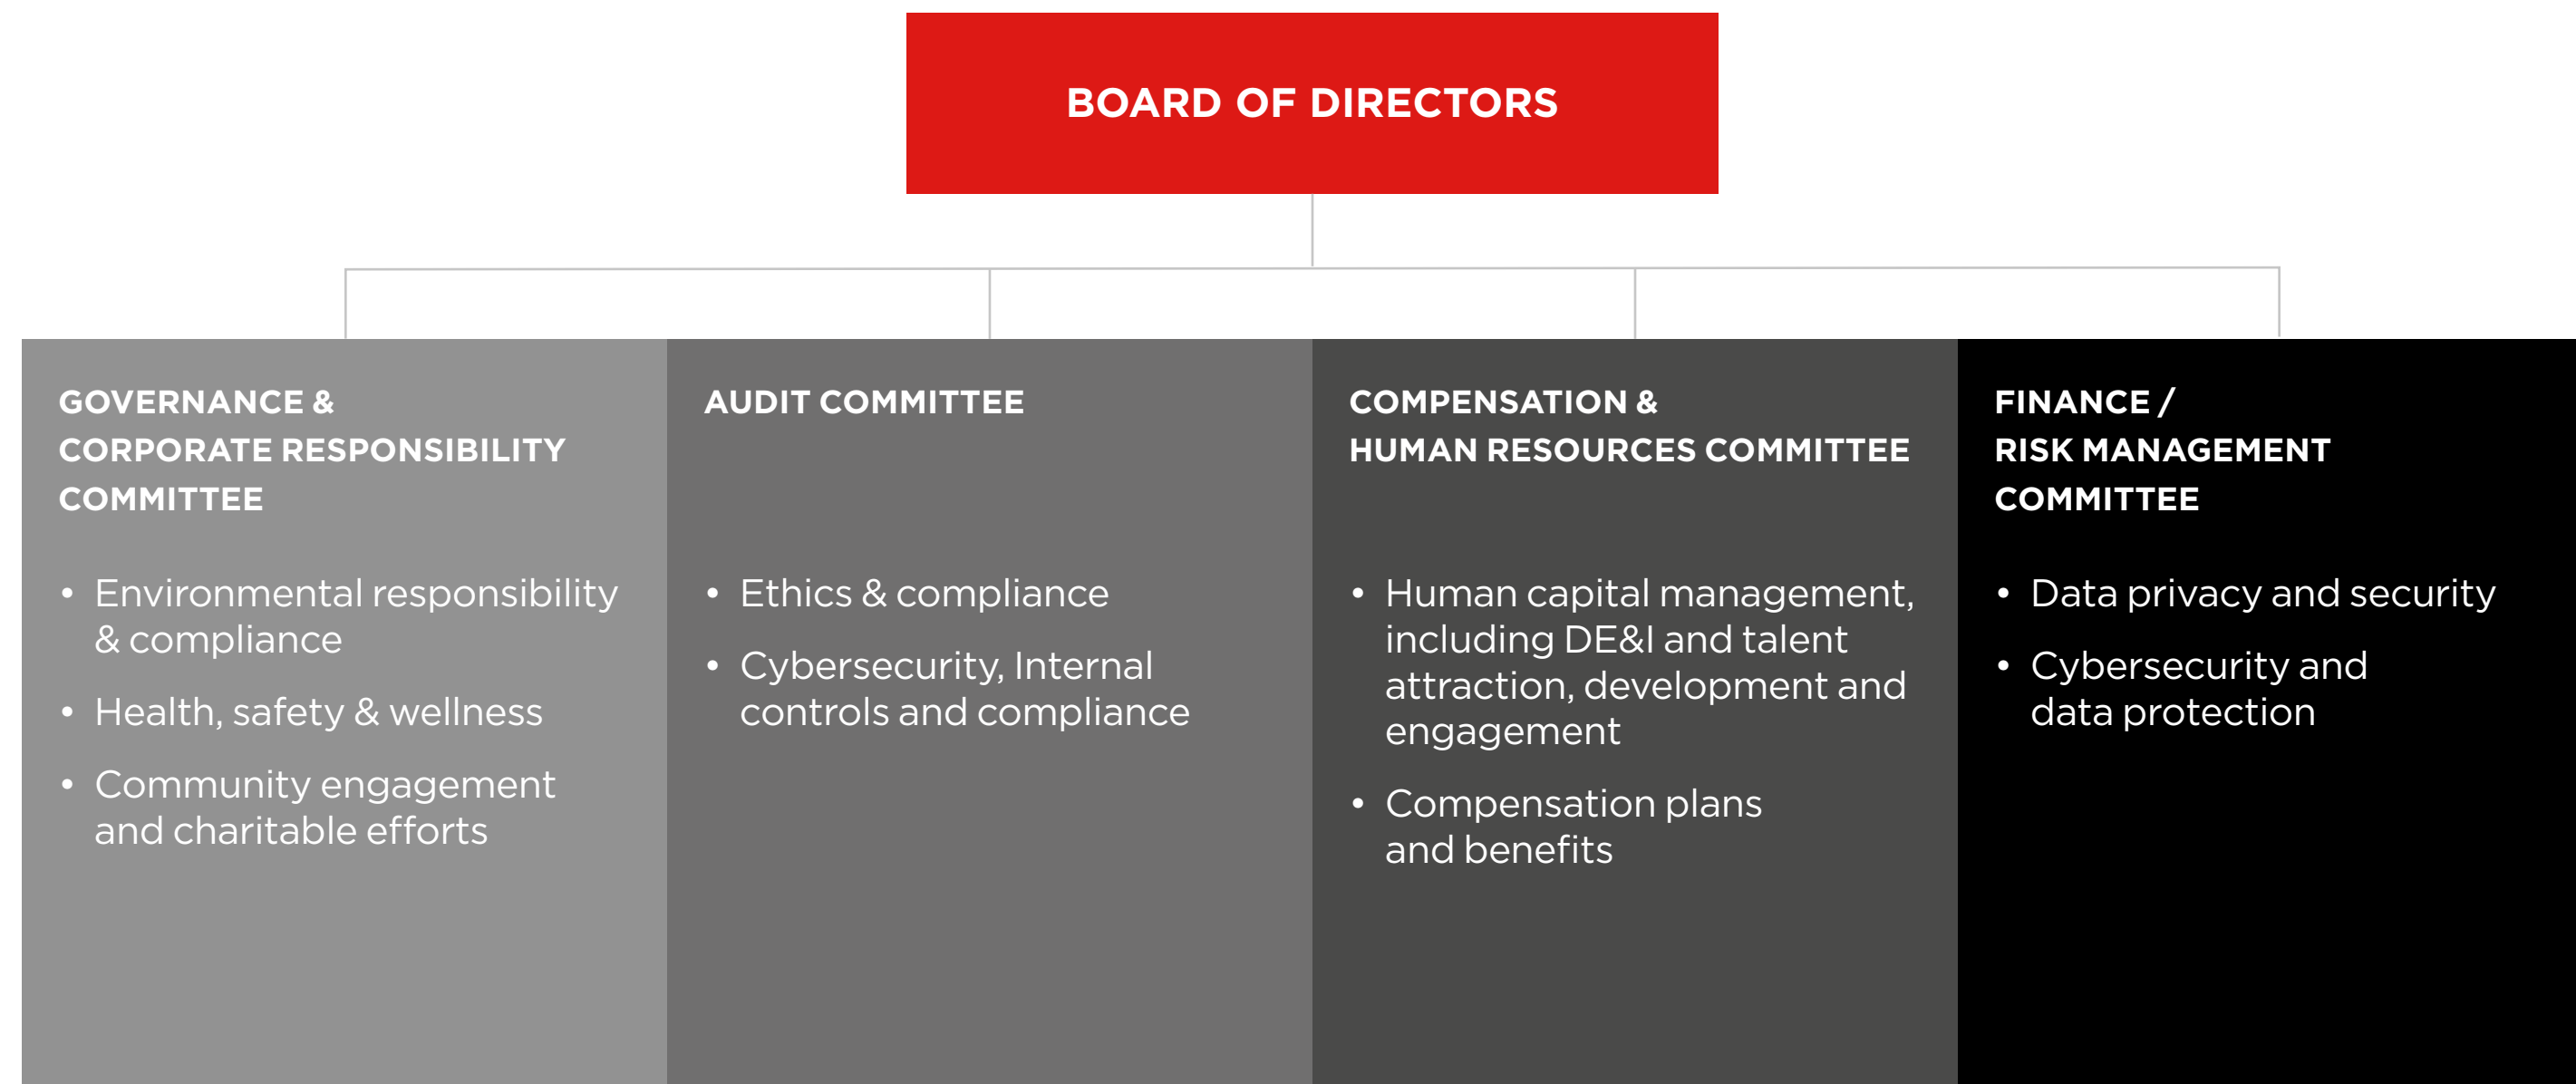 BOARD OF DIRECTORS
GOVERNANCE &
CORPORATE RESPONSIBILITY
COMMITTEE
• Environmental responsibility
& compliance
• Health, safety & wellness
• Community engagement
and charitable efforts
AUDIT COMMITTEE
• Ethics & compliance
• Cybersecurity, Internal
controls and compliance
COMPENSATION &
HUMAN RESOURCES COMMITTEE
• Human capital management,
including DE&I and talent
attraction, development and
engagement
• Compensation plans
and benefits
FINANCE /
RISK MANAGEMENT
COMMITTEE
• Data privacy and security
• Cybersecurity and
data protection